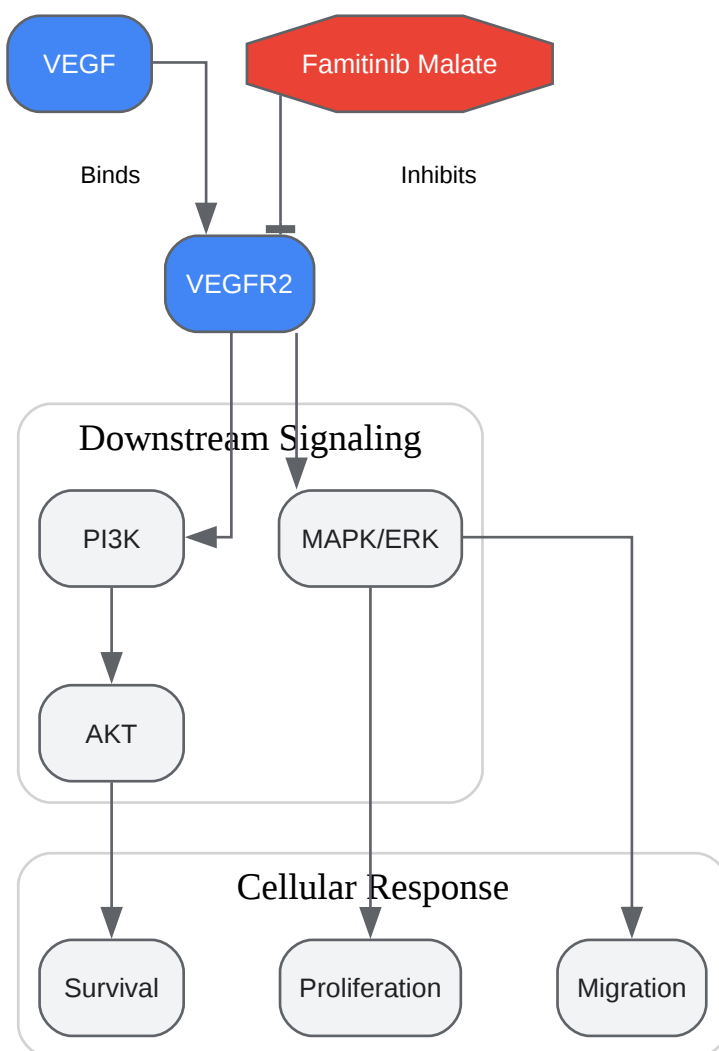 VEGF
Famitinib Malate
Binds
Inhibits
VEGFR2
Downstream Signaling
PI3K
MAPK/ERK
AKT
Cellular Response
Survival
Proliferation
Migration